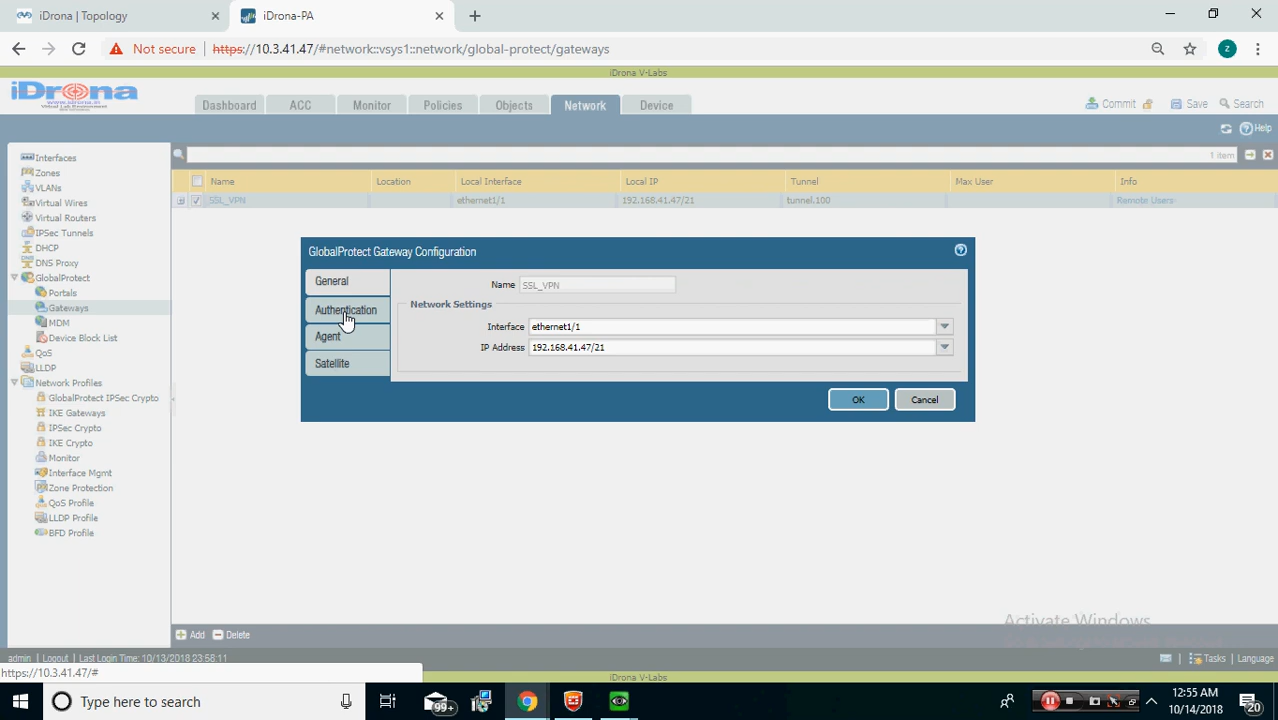 iDrona | Topology
iDrona-PA
Not secure | https://10.3.41.47/#network::vsys1::network/global-protect/gateways
iDrona V-Labs
iDrona
www.idrona.in
Dashboard
ACC
Monitor
Policies
Objects
Network
Device
Commit
Save
Search
Help
1 item
Interfaces
Zones
VLANs
Virtual Wires
Virtual Routers
IPSec Tunnels
DHCP
DNS Proxy
GlobalProtect
Portals
Gateways
MDM
Device Block List
QoS
LLDP
Network Profiles
GlobalProtect IPSec Crypto
IKE Gateways
IPSec Crypto
IKE Crypto
Monitor
Interface Mgmt
Zone Protection
QoS Profile
LLDP Profile
BFD Profile
Name Location Local Interface Local IP Tunnel Max User Info
SSL_VPN ethernet1/1 192.168.41.47/21 tunnel.100 Remote Users
GlobalProtect Gateway Configuration
General
Authentication
Agent
Satellite
Name SSL_VPN
Network Settings
Interface ethernet1/1
IP Address 192.168.41.47/21
OK
Cancel
Activate Windows
Add Delete
admin | Logout | Last Login Time: 10/13/2018 23:58:11
Tasks | Language
https://10.3.41.47/#
iDrona V-Labs
Type here to search
99+
12:55 AM
10/14/2018
20